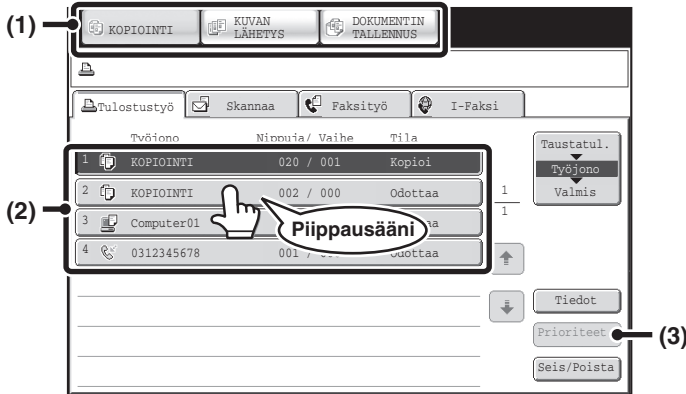 (1)
KOPIOINTI
KUVAN LÄHETYS
DOKUMENTIN TALLENNUS
Tulostustyö Skannaa Faksityö I-Faksi
Työjono Nippuja/ Vaihe Tila
1 KOPIOINTI 020 / 001 Kopioi
2 KOPIOINTI 002 / 000 Odottaa
3 Computer01
4 0312345678 001 / Odottaa
(2)
Piippausääni
1
1
Taustatul.
Työjono
Valmis
Tiedot
Prioriteet
(3)
Seis/Poista